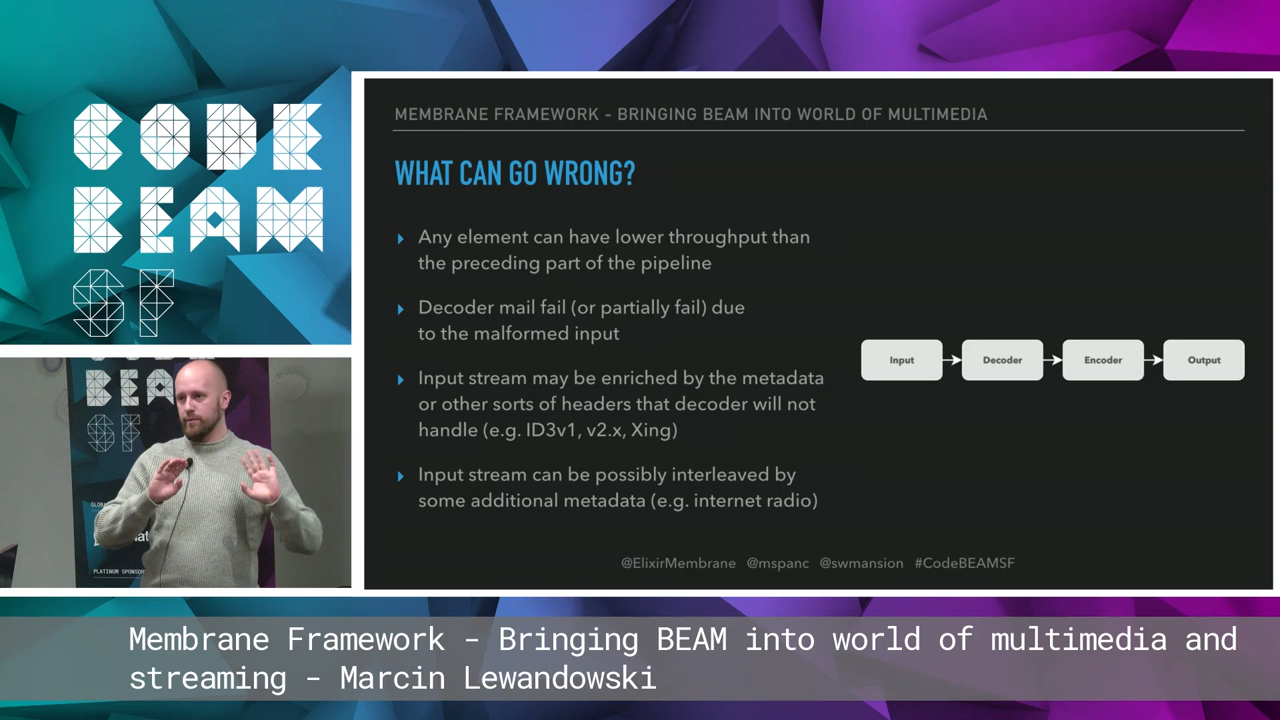 CODE
BEAM
SF
MEMBRANE FRAMEWORK - BRINGING BEAM INTO WORLD OF MULTIMEDIA
WHAT CAN GO WRONG?
Any element can have lower throughput than
the preceding part of the pipeline
Decoder mail fail (or partially fail) due
to the malformed input
Input stream may be enriched by the metadata
or other sorts of headers that decoder will not
handle (e.g. ID3v1, v2.x, Xing)
Input stream can be possibly interleaved by
some additional metadata (e.g. internet radio)
Input Decoder Encoder Output
@ElixirMembrane @mspanc @swmansion #CodeBEAMSF
BEAM
SF
PLATINUM SPONSOR
Membrane Framework - Bringing BEAM into world of multimedia and
streaming - Marcin Lewandowski